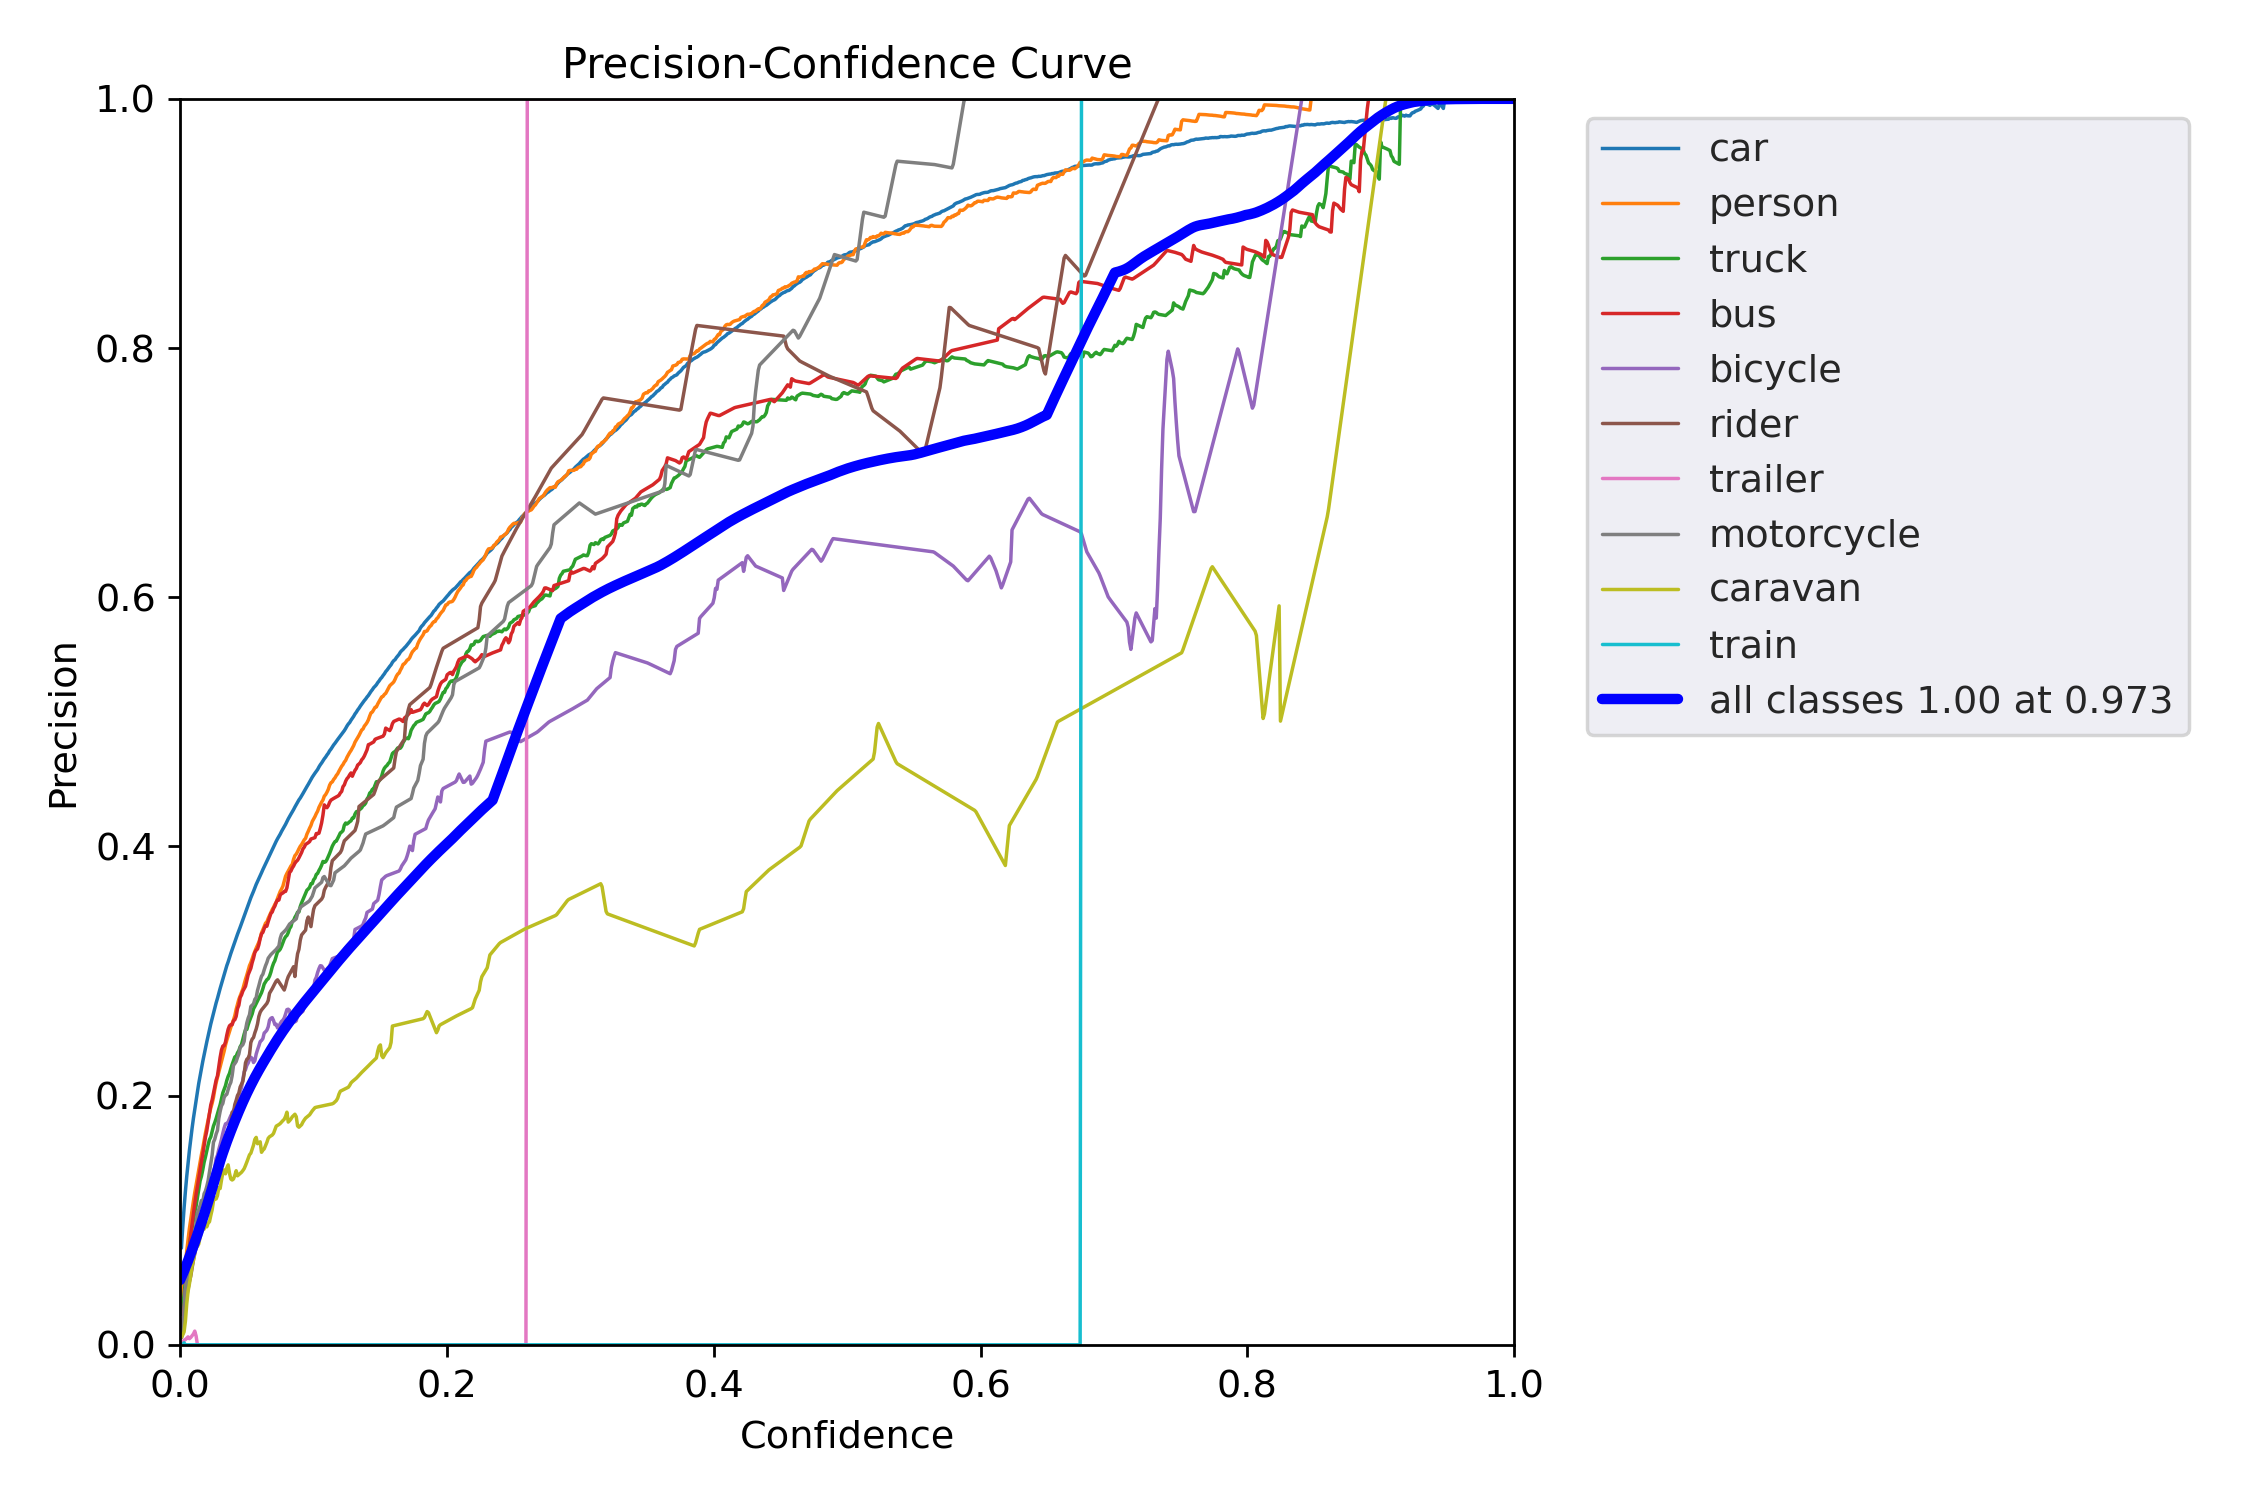 Precision-Confidence Curve
1.0
0.8
0.6
0.4
0.2
0.0
Precision
0.0 0.2 0.4 0.6 0.8 1.0
Confidence
car
person
truck
bus
bicycle
rider
trailer
motorcycle
caravan
train
all classes 1.00 at 0.973